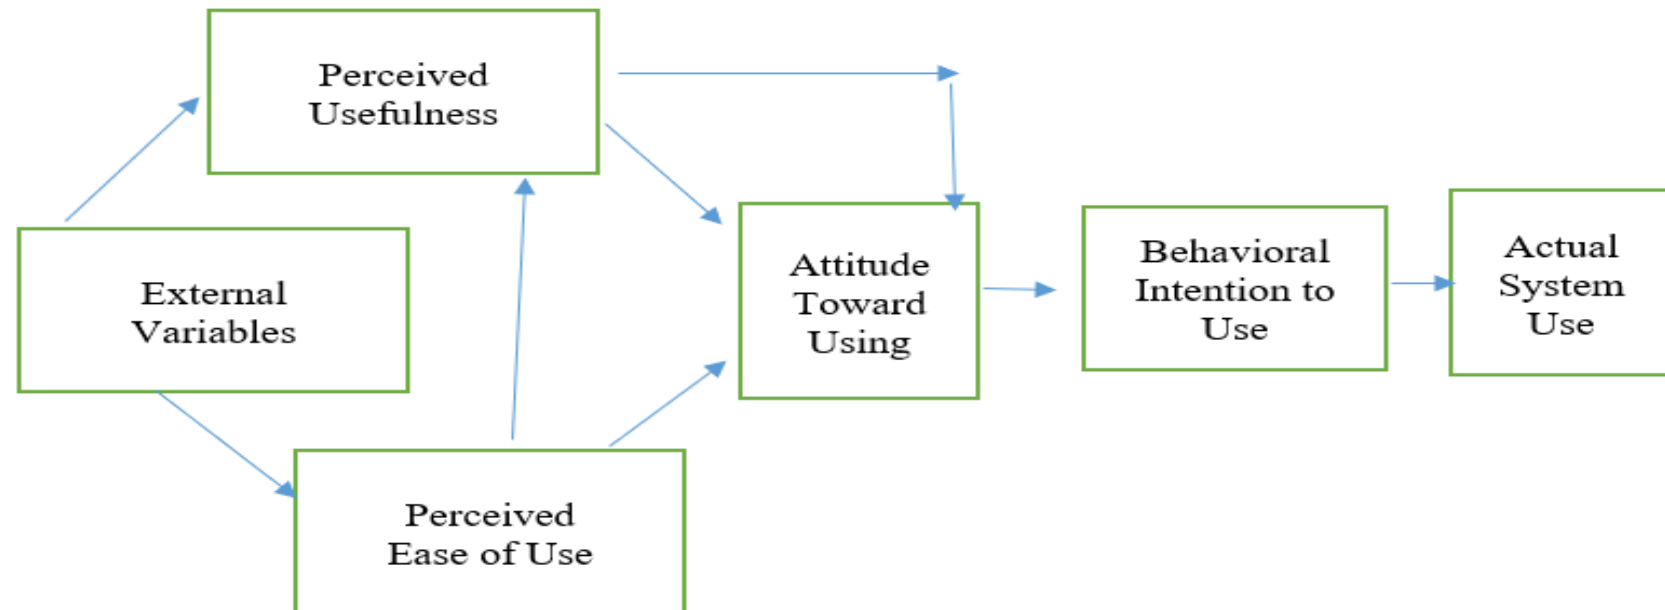 Perceived
Usefulness
External
Variables
Perceived
Ease of Use
Attitude
Toward
Using
Behavioral
Intention to
Use
Actual
System
Use